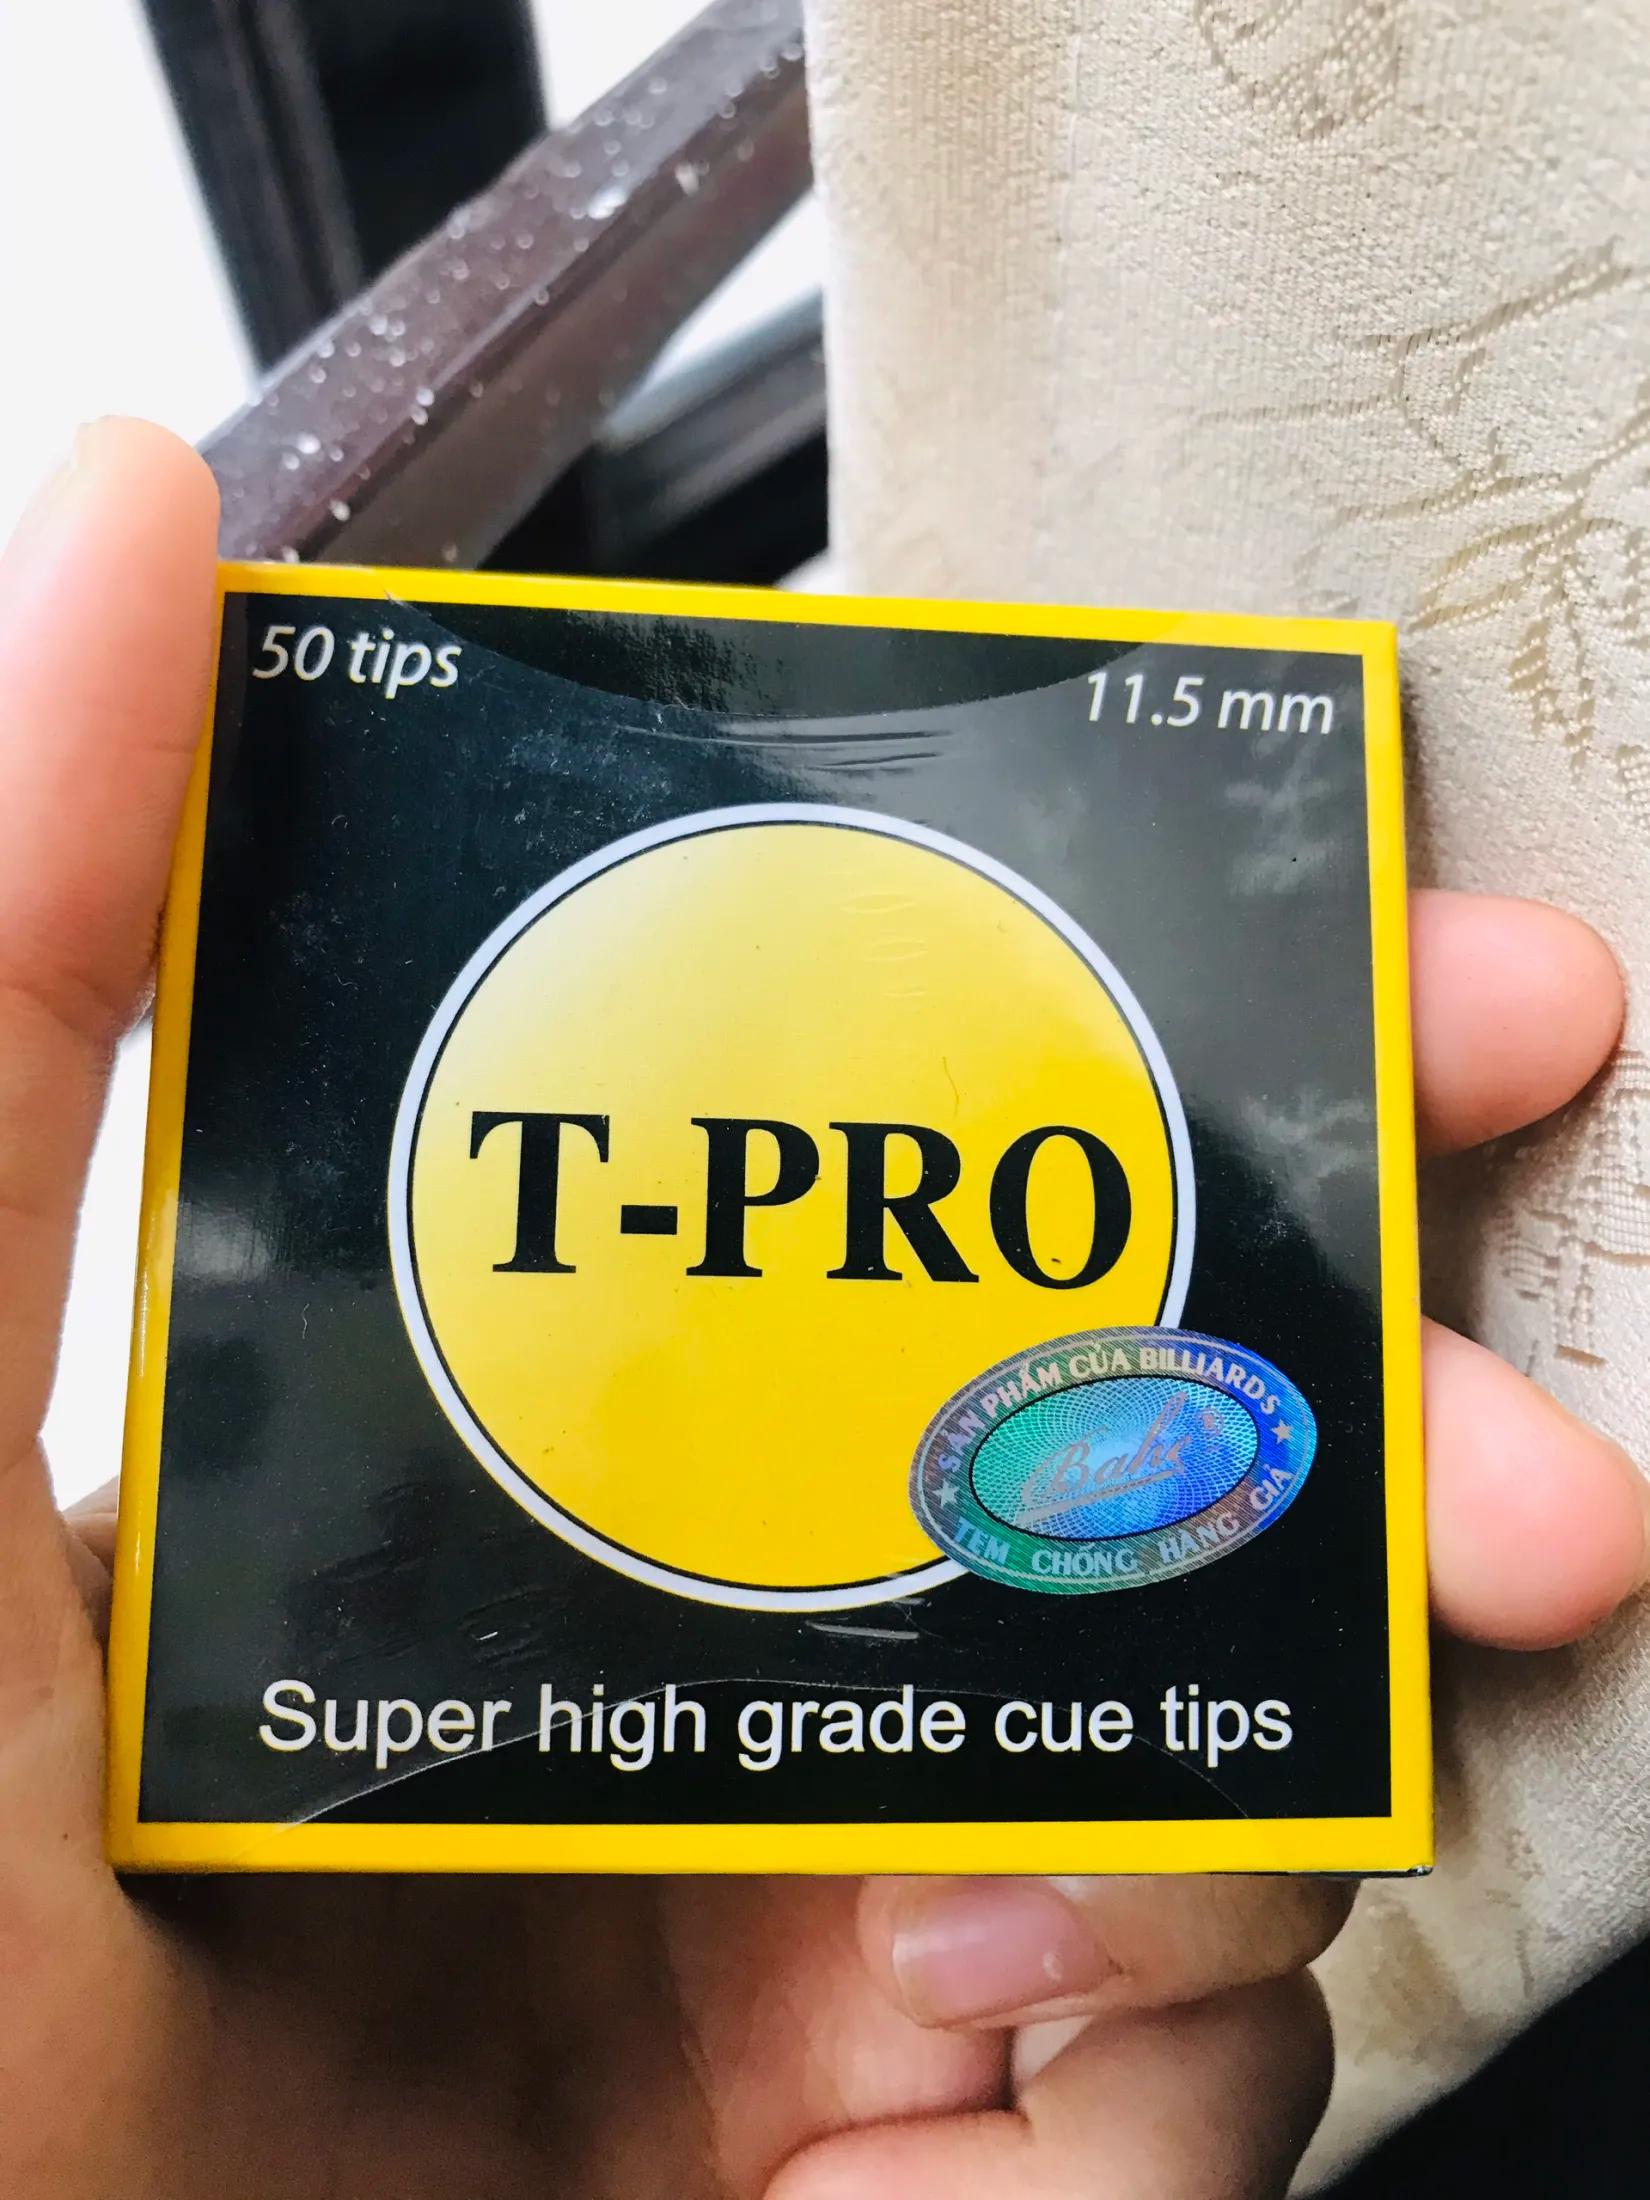 50 tips
11.5 mm
T-PRO
SẢN PHẨM CỦA BILLIARDS
Bahe ®
TEM CHỐNG HÀNG GIẢ
Super high grade cue tips